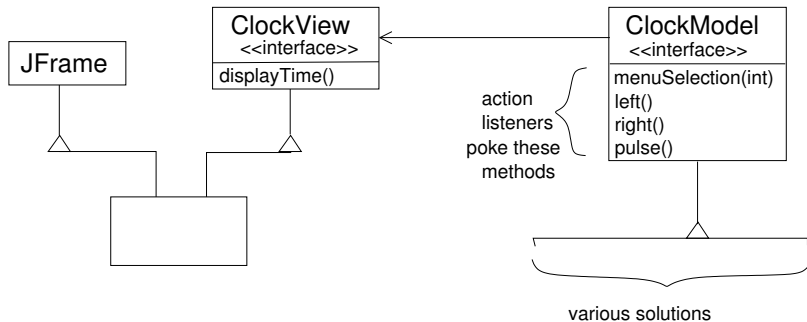 JFrame
ClockView
<<interface>>
displayTime()
ClockModel
<<interface>>
menuSelection(int)
left()
right()
pulse()
action
listeners
poke these
methods
various solutions